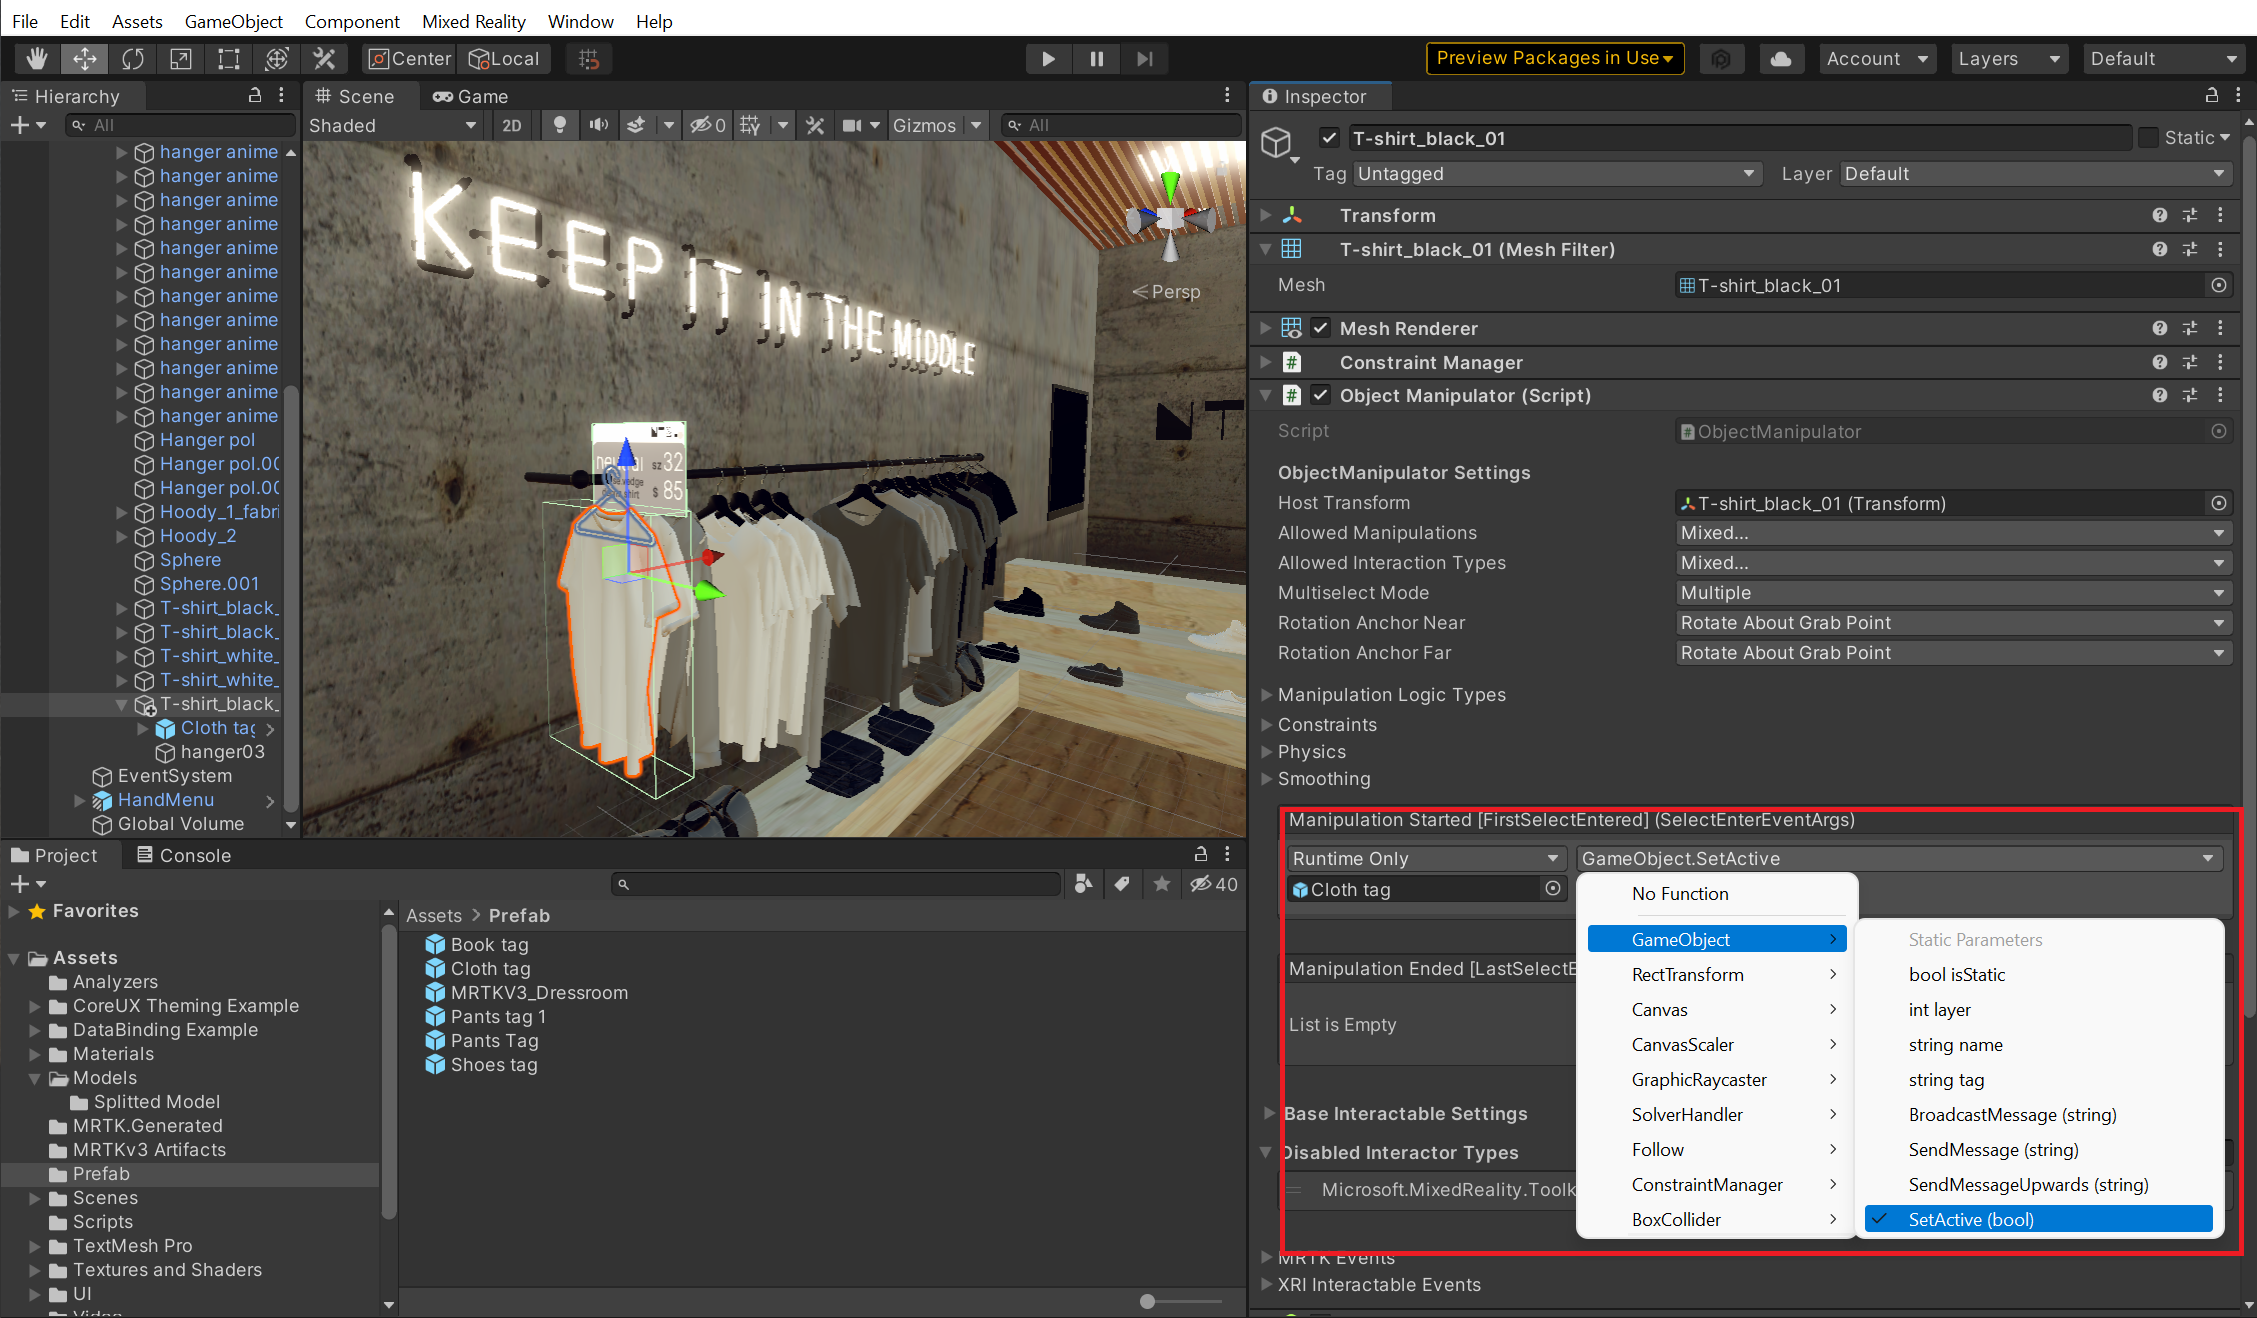 File Edit Assets GameObject Component Mixed Reality Window Help
Center Local
Preview Packages in Use
Account
Layers
Default
Hierarchy
All
hanger anime
hanger anime
hanger anime
hanger anime
hanger anime
hanger anime
hanger anime
hanger anime
hanger anime
hanger anime
hanger anime
hanger anime
Hanger pol
Hanger pol.00
Hanger pol.00
Hoody_1_fabri
Hoody_2
Sphere
Sphere.001
T-shirt_black_
T-shirt_black_
T-shirt_white_
T-shirt_white_
T-shirt_black_
Cloth tag
hanger03
EventSystem
HandMenu
Global Volume
Scene Game
Shaded 2D 0 Gizmos All
KEEP IT IN THE MIDDLE
Persp
sz 32
$ 85
Inspector
T-shirt_black_01 Static
Tag Untagged Layer Default
Transform
T-shirt_black_01 (Mesh Filter)
Mesh T-shirt_black_01
Mesh Renderer
Constraint Manager
Object Manipulator (Script)
Script ObjectManipulator
ObjectManipulator Settings
Host Transform T-shirt_black_01 (Transform)
Allowed Manipulations Mixed...
Allowed Interaction Types Mixed...
Multiselect Mode Multiple
Rotation Anchor Near Rotate About Grab Point
Rotation Anchor Far Rotate About Grab Point
Manipulation Logic Types
Constraints
Physics
Smoothing
Manipulation Started [FirstSelectEntered] (SelectEnterEventArgs)
Runtime Only GameObject.SetActive
Cloth tag
Manipulation Ended [LastSelectE
List is Empty
Base Interactable Settings
Disabled Interactor Types
Microsoft.MixedReality.Toolk
MRTK Events
XRI Interactable Events
No Function
GameObject
RectTransform
Canvas
CanvasScaler
GraphicRaycaster
SolverHandler
Follow
ConstraintManager
BoxCollider
Static Parameters
bool isStatic
int layer
string name
string tag
BroadcastMessage (string)
SendMessage (string)
SendMessageUpwards (string)
SetActive (bool)
Project Console
40
Favorites
Assets
Analyzers
CoreUX Theming Example
DataBinding Example
Materials
Models
Splitted Model
MRTK.Generated
MRTKv3 Artifacts
Prefab
Scenes
Scripts
TextMesh Pro
Textures and Shaders
UI
Video
Assets > Prefab
Book tag
Cloth tag
MRTKV3_Dressroom
Pants tag 1
Pants Tag
Shoes tag